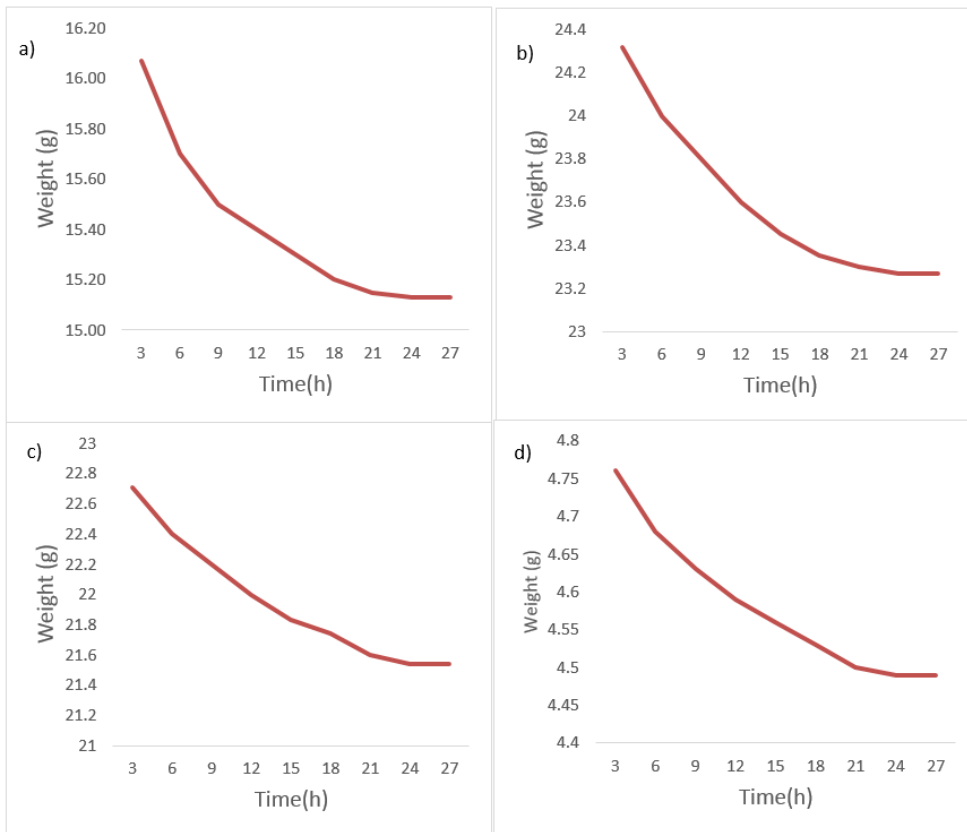 a)
16.20
16.00
15.80
15.60
15.40
15.20
15.00
Weight (g)
3 6 9 12 15 18 21 24 27
Time(h)
b)
24.4
24.2
24
23.8
23.6
23.4
23.2
23
Weight (g)
3 6 9 12 15 18 21 24 27
Time(h)
c)
23
22.8
22.6
22.4
22.2
22
21.8
21.6
21.4
21.2
21
Weight (g)
3 6 9 12 15 18 21 24 27
Time(h)
d)
4.8
4.75
4.7
4.65
4.6
4.55
4.5
4.45
4.4
Weight (g)
3 6 9 12 15 18 21 24 27
Time(h)